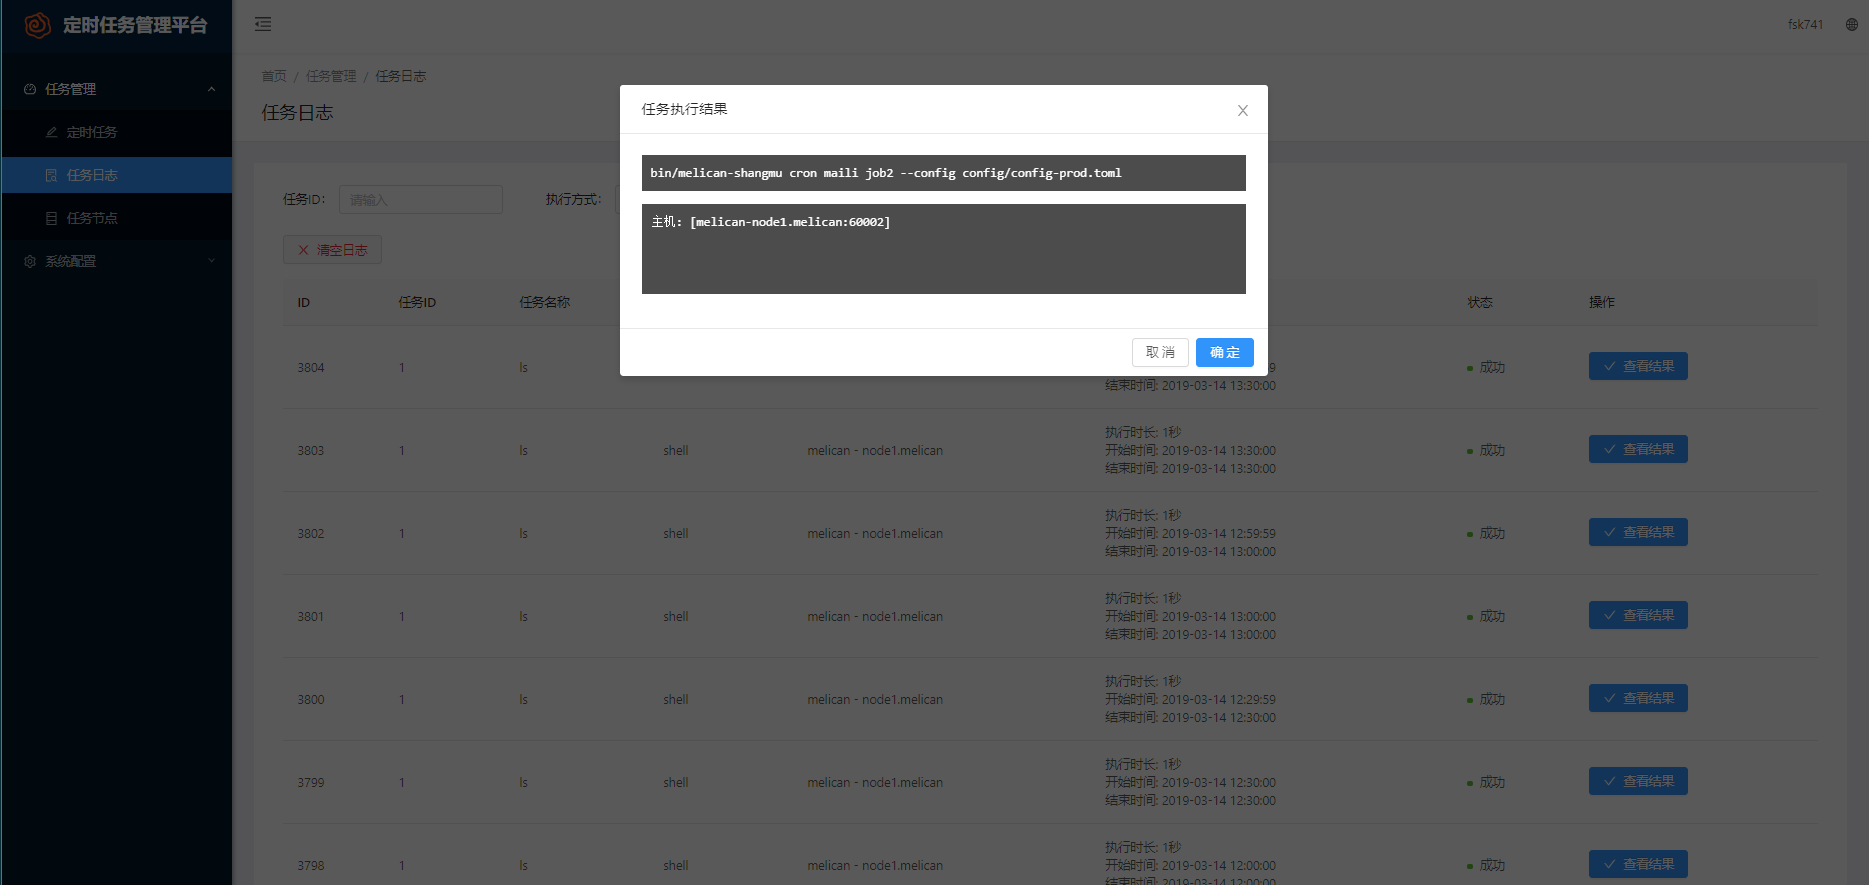 定时任务管理平台
fsk741
任务管理
定时任务
任务日志
任务节点
系统配置
首页 / 任务管理 / 任务日志
任务日志
任务执行结果
bin/melican-shangmu cron maili job2 --config config/config-prod.toml
主机: [melican-node1.melican:60002]
取 消 确 定
任务ID: 请输入 执行方式:
清空日志
ID 任务ID 任务名称 状态 操作
3804 1 ls 成功 查看结果
9
结束时间: 2019-03-14 13:30:00
执行时长: 1秒
3803 1 ls shell melican - node1.melican 开始时间: 2019-03-14 13:30:00 成功 查看结果
结束时间: 2019-03-14 13:30:00
执行时长: 1秒
3802 1 ls shell melican - node1.melican 开始时间: 2019-03-14 12:59:59 成功 查看结果
结束时间: 2019-03-14 13:00:00
执行时长: 1秒
3801 1 ls shell melican - node1.melican 开始时间: 2019-03-14 13:00:00 成功 查看结果
结束时间: 2019-03-14 13:00:00
执行时长: 1秒
3800 1 ls shell melican - node1.melican 开始时间: 2019-03-14 12:29:59 成功 查看结果
结束时间: 2019-03-14 12:30:00
执行时长: 1秒
3799 1 ls shell melican - node1.melican 开始时间: 2019-03-14 12:30:00 成功 查看结果
结束时间: 2019-03-14 12:30:00
执行时长: 1秒
3798 1 ls shell melican - node1.melican 开始时间: 2019-03-14 12:00:00 成功 查看结果
结束时间: 2019-03-14 12:00:00